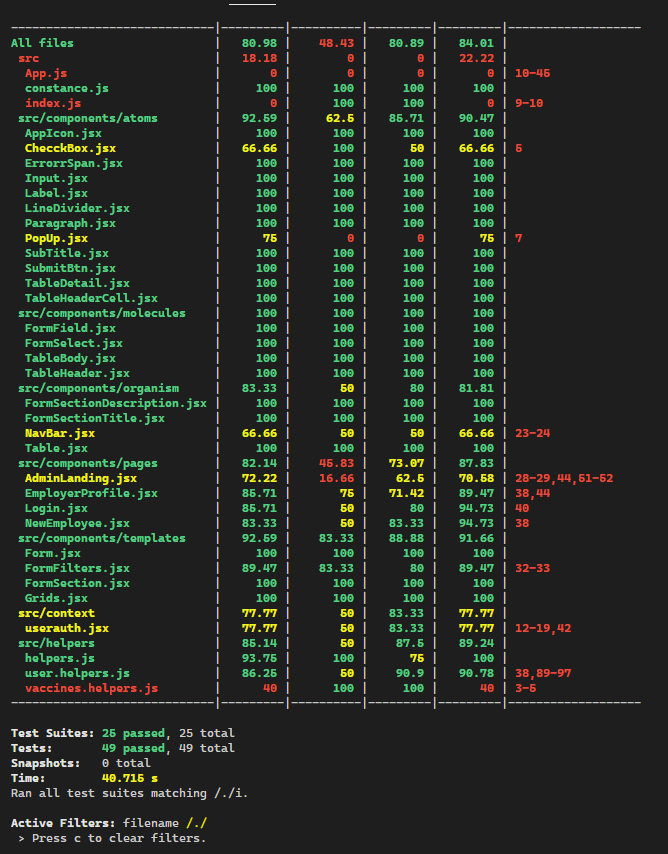 -----------------------------|---------|----------|---------|---------|-------------------
All files                    |   80.98 |    48.43 |   80.89 |   84.01 |
 src                         |   18.18 |        0 |       0 |   22.22 |
  App.js                     |       0 |        0 |       0 |       0 | 10-45
  constance.js               |     100 |      100 |     100 |     100 |
  index.js                   |       0 |      100 |     100 |       0 | 9-10
 src/components/atoms        |   92.59 |     62.5 |   85.71 |   90.47 |
  AppIcon.jsx                |     100 |      100 |     100 |     100 |
  CheckBox.jsx               |   66.66 |      100 |      50 |   66.66 | 5
  ErrorrSpan.jsx             |     100 |      100 |     100 |     100 |
  Input.jsx                  |     100 |      100 |     100 |     100 |
  Label.jsx                  |     100 |      100 |     100 |     100 |
  LineDivider.jsx            |     100 |      100 |     100 |     100 |
  Paragraph.jsx              |     100 |      100 |     100 |     100 |
  PopUp.jsx                  |      75 |        0 |       0 |      75 | 7
  SubTitle.jsx               |     100 |      100 |     100 |     100 |
  SubmitBtn.jsx              |     100 |      100 |     100 |     100 |
  TableDetail.jsx            |     100 |      100 |     100 |     100 |
  TableHeaderCell.jsx        |     100 |      100 |     100 |     100 |
 src/components/molecules    |     100 |      100 |     100 |     100 |
  FormField.jsx              |     100 |      100 |     100 |     100 |
  FormSelect.jsx             |     100 |      100 |     100 |     100 |
  TableBody.jsx              |     100 |      100 |     100 |     100 |
  TableHeader.jsx            |     100 |      100 |     100 |     100 |
 src/components/organism     |   83.33 |       50 |      80 |   81.81 |
  FormSectionDescription.jsx |     100 |      100 |     100 |     100 |
  FormSectionTitle.jsx       |     100 |      100 |     100 |     100 |
  NavBar.jsx                 |   66.66 |       50 |      50 |   66.66 | 23-24
  Table.jsx                  |     100 |      100 |     100 |     100 |
 src/components/pages        |   82.14 |    45.83 |   73.07 |   87.83 |
  AdminLanding.jsx           |   72.22 |    16.66 |    62.5 |   70.58 | 28-29,44,51-52
  EmployerProfile.jsx        |   85.71 |       75 |   71.42 |   89.47 | 38,44
  Login.jsx                  |   85.71 |       50 |      80 |   94.73 | 40
  NewEmployee.jsx            |   83.33 |       50 |   83.33 |   94.73 | 38
 src/components/templates    |   92.59 |    83.33 |   88.88 |   91.66 |
  Form.jsx                   |     100 |      100 |     100 |     100 |
  FormFilters.jsx            |   89.47 |    83.33 |      80 |   89.47 | 32-33
  FormSection.jsx            |     100 |      100 |     100 |     100 |
  Grids.jsx                  |     100 |      100 |     100 |     100 |
 src/context                 |   77.77 |       50 |   83.33 |   77.77 |
  userauth.jsx               |   77.77 |       50 |   83.33 |   77.77 | 12-19,42
 src/helpers                 |   85.14 |       50 |    87.5 |   89.24 |
  helpers.js                 |   93.75 |      100 |      75 |     100 |
  user.helpers.js            |   86.25 |       50 |    90.9 |   90.78 | 38,89-97
  vaccines.helpers.js        |      40 |      100 |     100 |      40 | 3-5
-----------------------------|---------|----------|---------|---------|-------------------
Test Suites: 25 passed, 25 total
Tests:       49 passed, 49 total
Snapshots:   0 total
Time:        40.715 s
Ran all test suites matching /./i.
Active Filters: filename /./
 > Press c to clear filters.